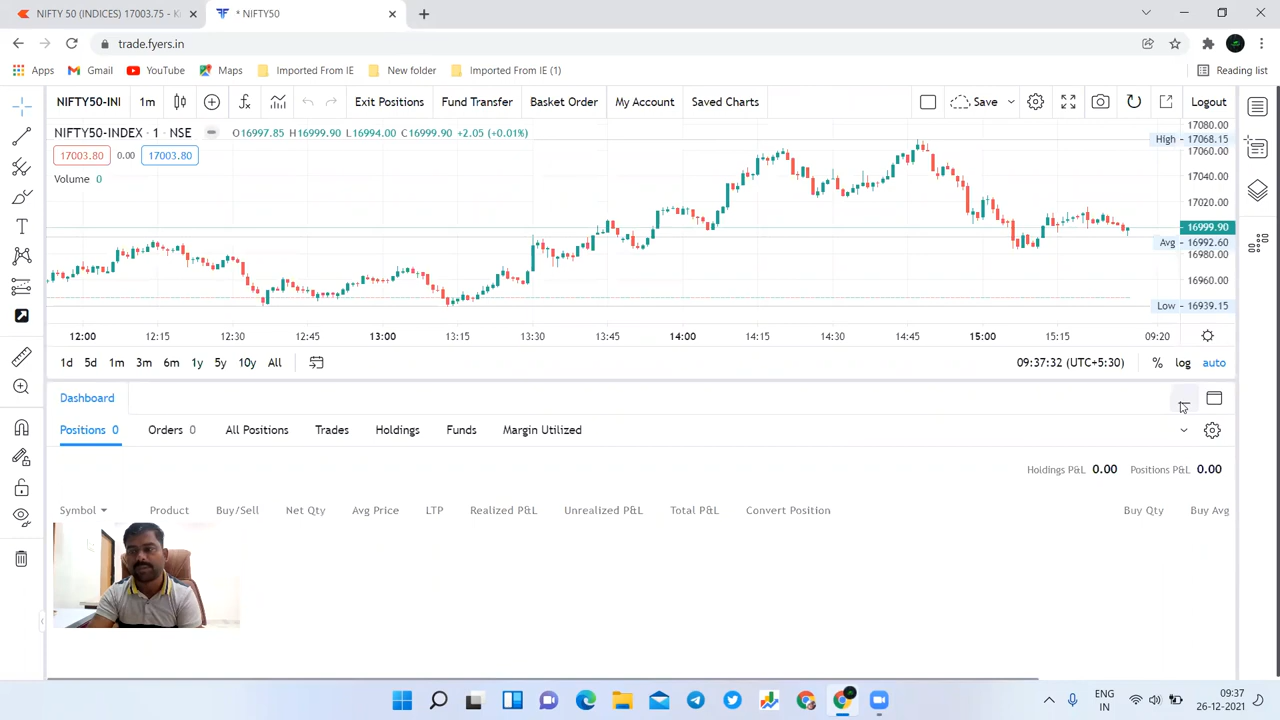 NIFTY 50 (INDICES) 17003.75 - K
* NIFTY50
trade.fyers.in
Apps Gmail YouTube Maps Imported From IE New folder Imported From IE (1) Reading list
NIFTY50-INI 1m Exit Positions Fund Transfer Basket Order My Account Saved Charts Save Logout
NIFTY50-INDEX · 1 · NSE O16997.85 H16999.90 L16994.00 C16999.90 +2.05 (+0.01%)
17003.80 0.00 17003.80
Volume 0
17080.00
High - 17068.15
17060.00
17040.00
17020.00
16999.90
Avg - 16992.60
16980.00
16960.00
Low - 16939.15
12:00 12:15 12:30 12:45 13:00 13:15 13:30 13:45 14:00 14:15 14:30 14:45 15:00 15:15 09:20
1d 5d 1m 3m 6m 1y 5y 10y All 09:37:32 (UTC+5:30) % log auto
Dashboard
Positions 0 Orders 0 All Positions Trades Holdings Funds Margin Utilized
Holdings P&L 0.00 Positions P&L 0.00
Symbol Product Buy/Sell Net Qty Avg Price LTP Realized P&L Unrealized P&L Total P&L Convert Position Buy Qty Buy Avg
ENG
IN
09:37
26-12-2021